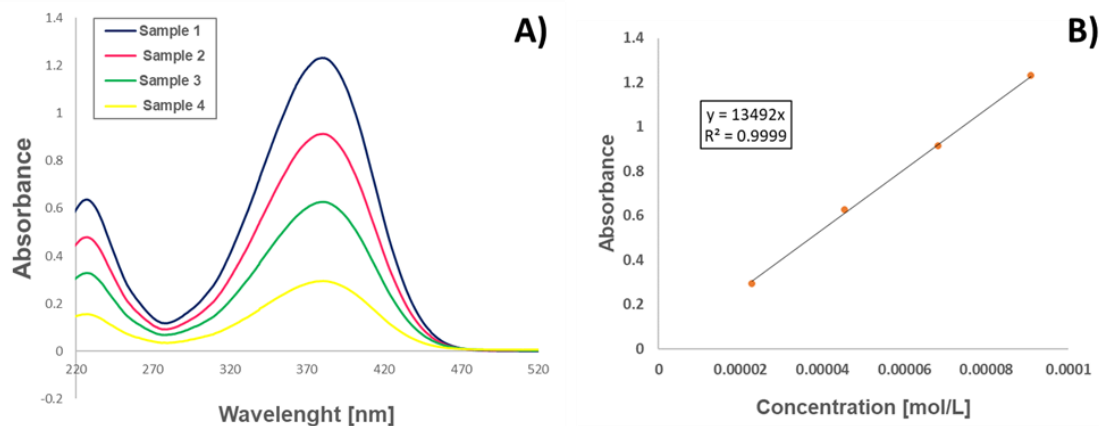 A)
Sample 1
Sample 2
Sample 3
Sample 4
1.4
1.2
1
0.8
0.6
0.4
0.2
0
-0.2
Absorbance
220 270 320 370 420 470 520
Wavelenght [nm]
B)
y = 13492x
R² = 0.9999
1.4
1.2
1
0.8
0.6
0.4
0.2
0
Absorbance
0 0.00002 0.00004 0.00006 0.00008 0.0001
Concentration [mol/L]